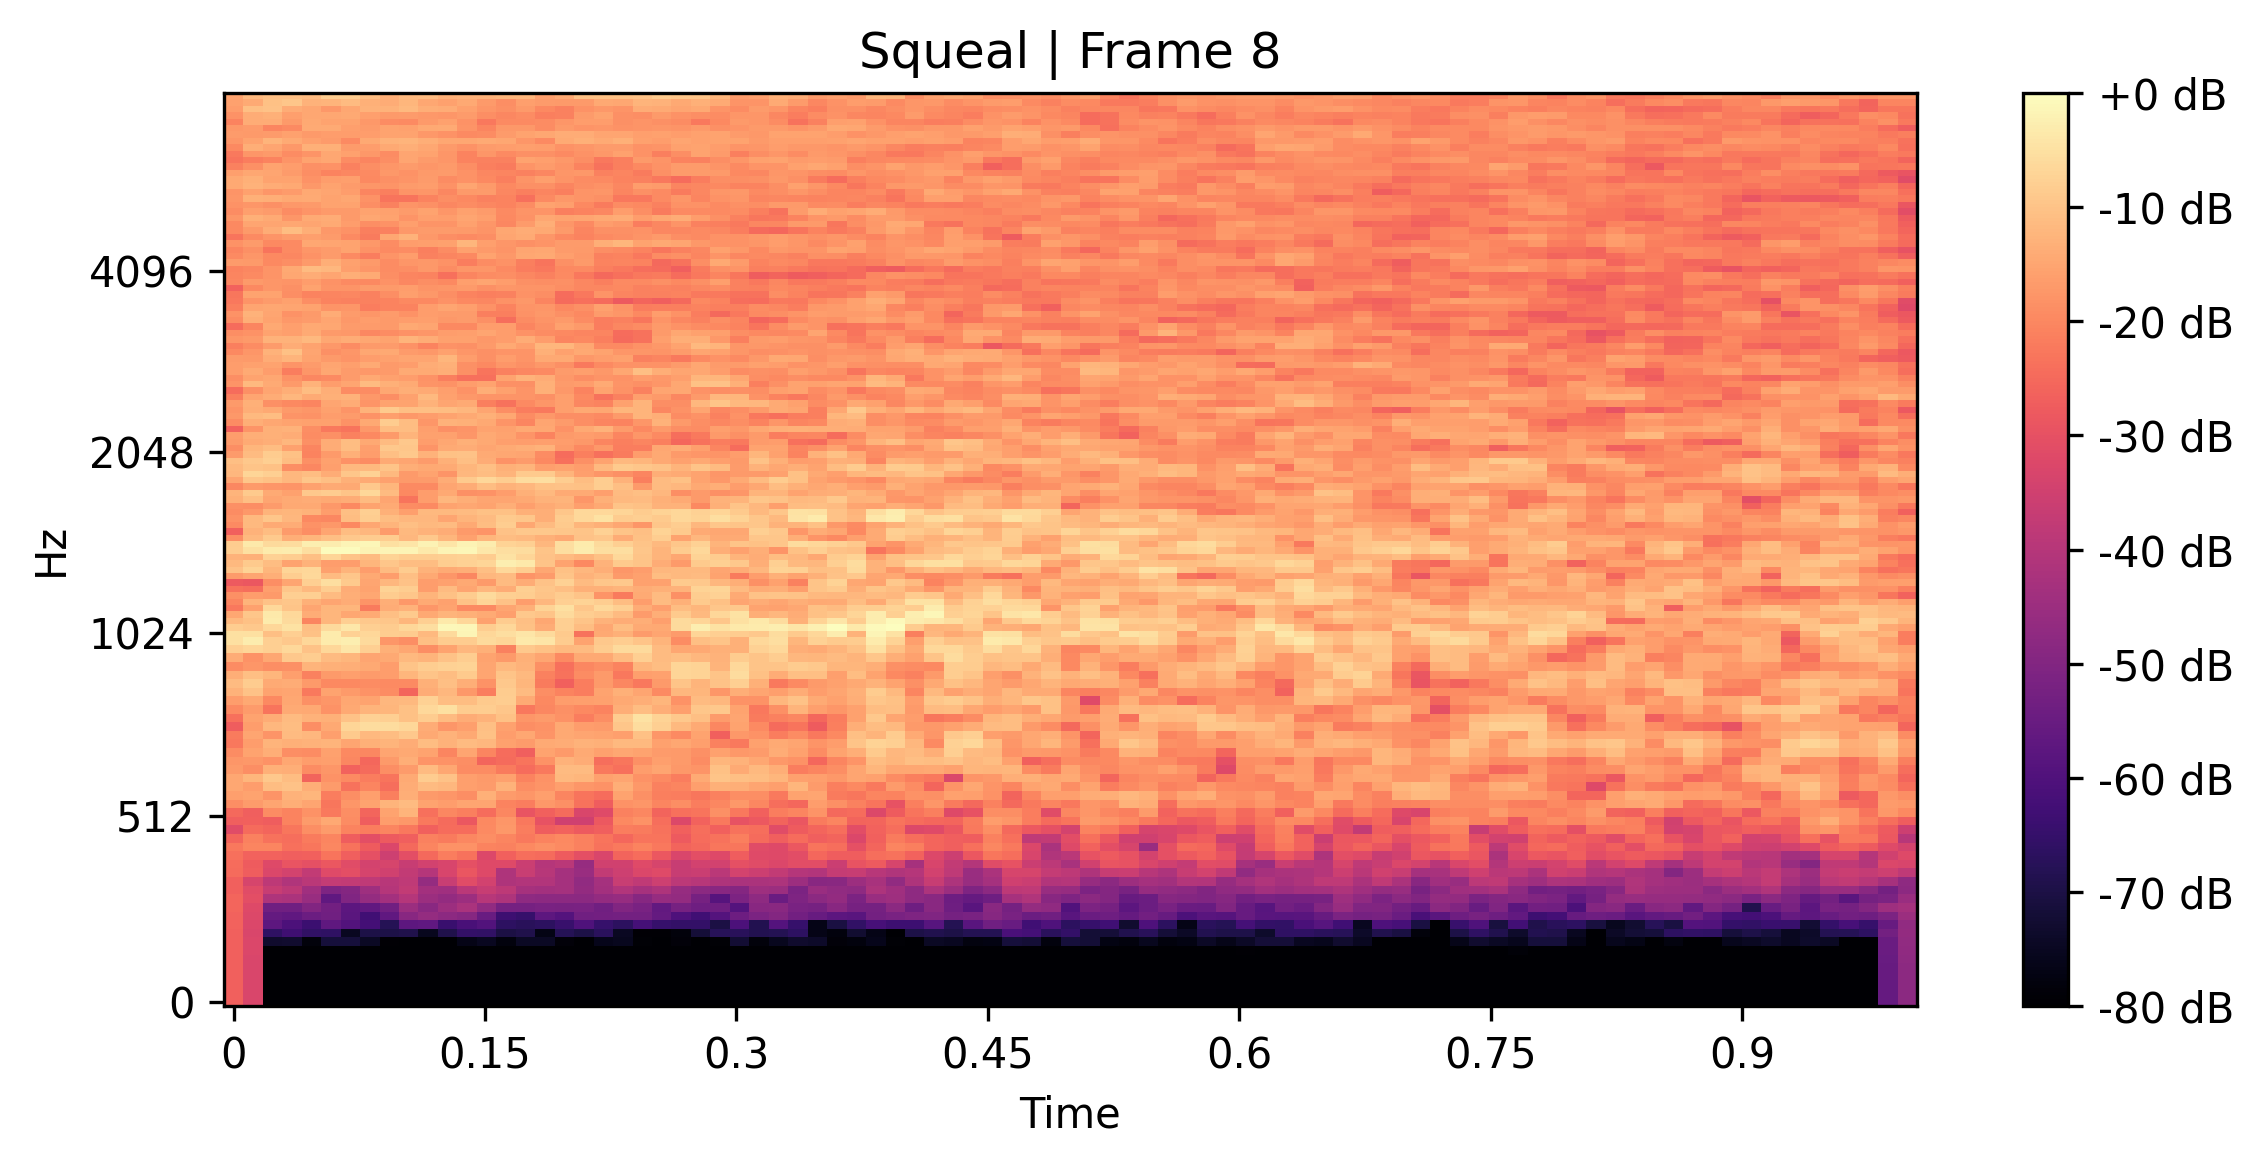 Squeal | Frame 8
+0 dB
-10 dB
-20 dB
-30 dB
-40 dB
-50 dB
-60 dB
-70 dB
-80 dB
Hz
4096
2048
1024
512
0
0 0.15 0.3 0.45 0.6 0.75 0.9
Time